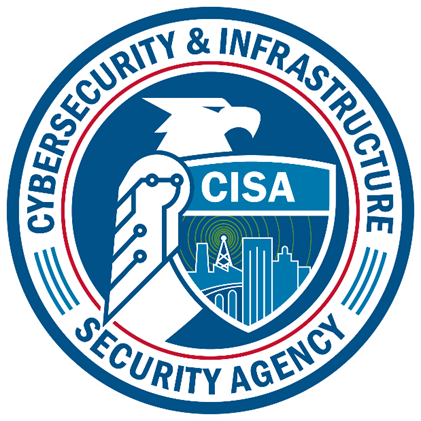 CYBERSECURITY & INFRASTRUCTURE
SECURITY AGENCY
CISA